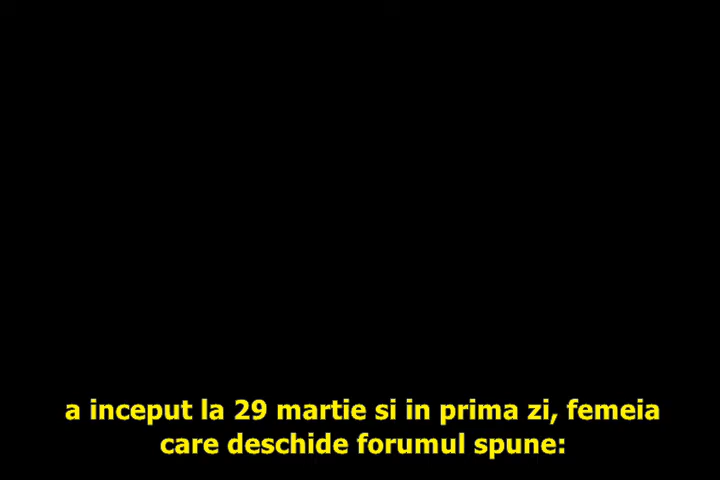 a inceput la 29 martie si in prima zi, femeia
care deschide forumul spune: